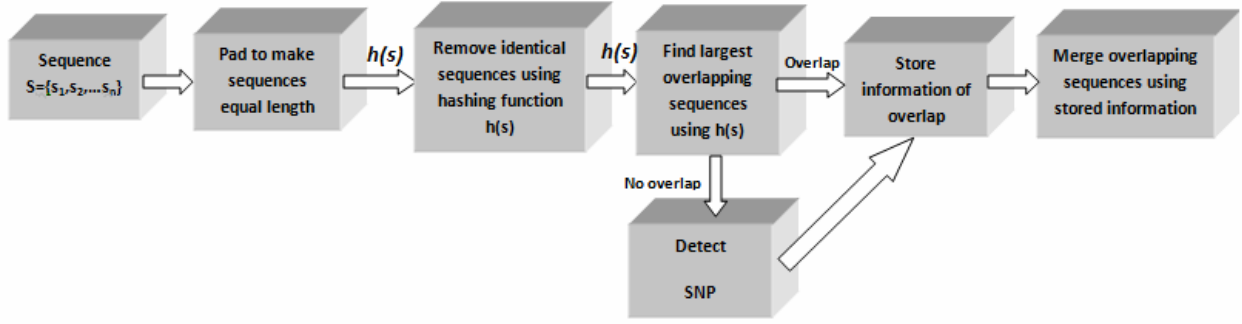 Sequence
S={s₁,s₂,...sₙ}
Pad to make
sequences
equal length
h(s)
Remove identical
sequences using
hashing function
h(s)
h(s)
Find largest
overlapping
sequences
using h(s)
Overlap
Store
information of
overlap
Merge overlapping
sequences using
stored information
No overlap
Detect
SNP